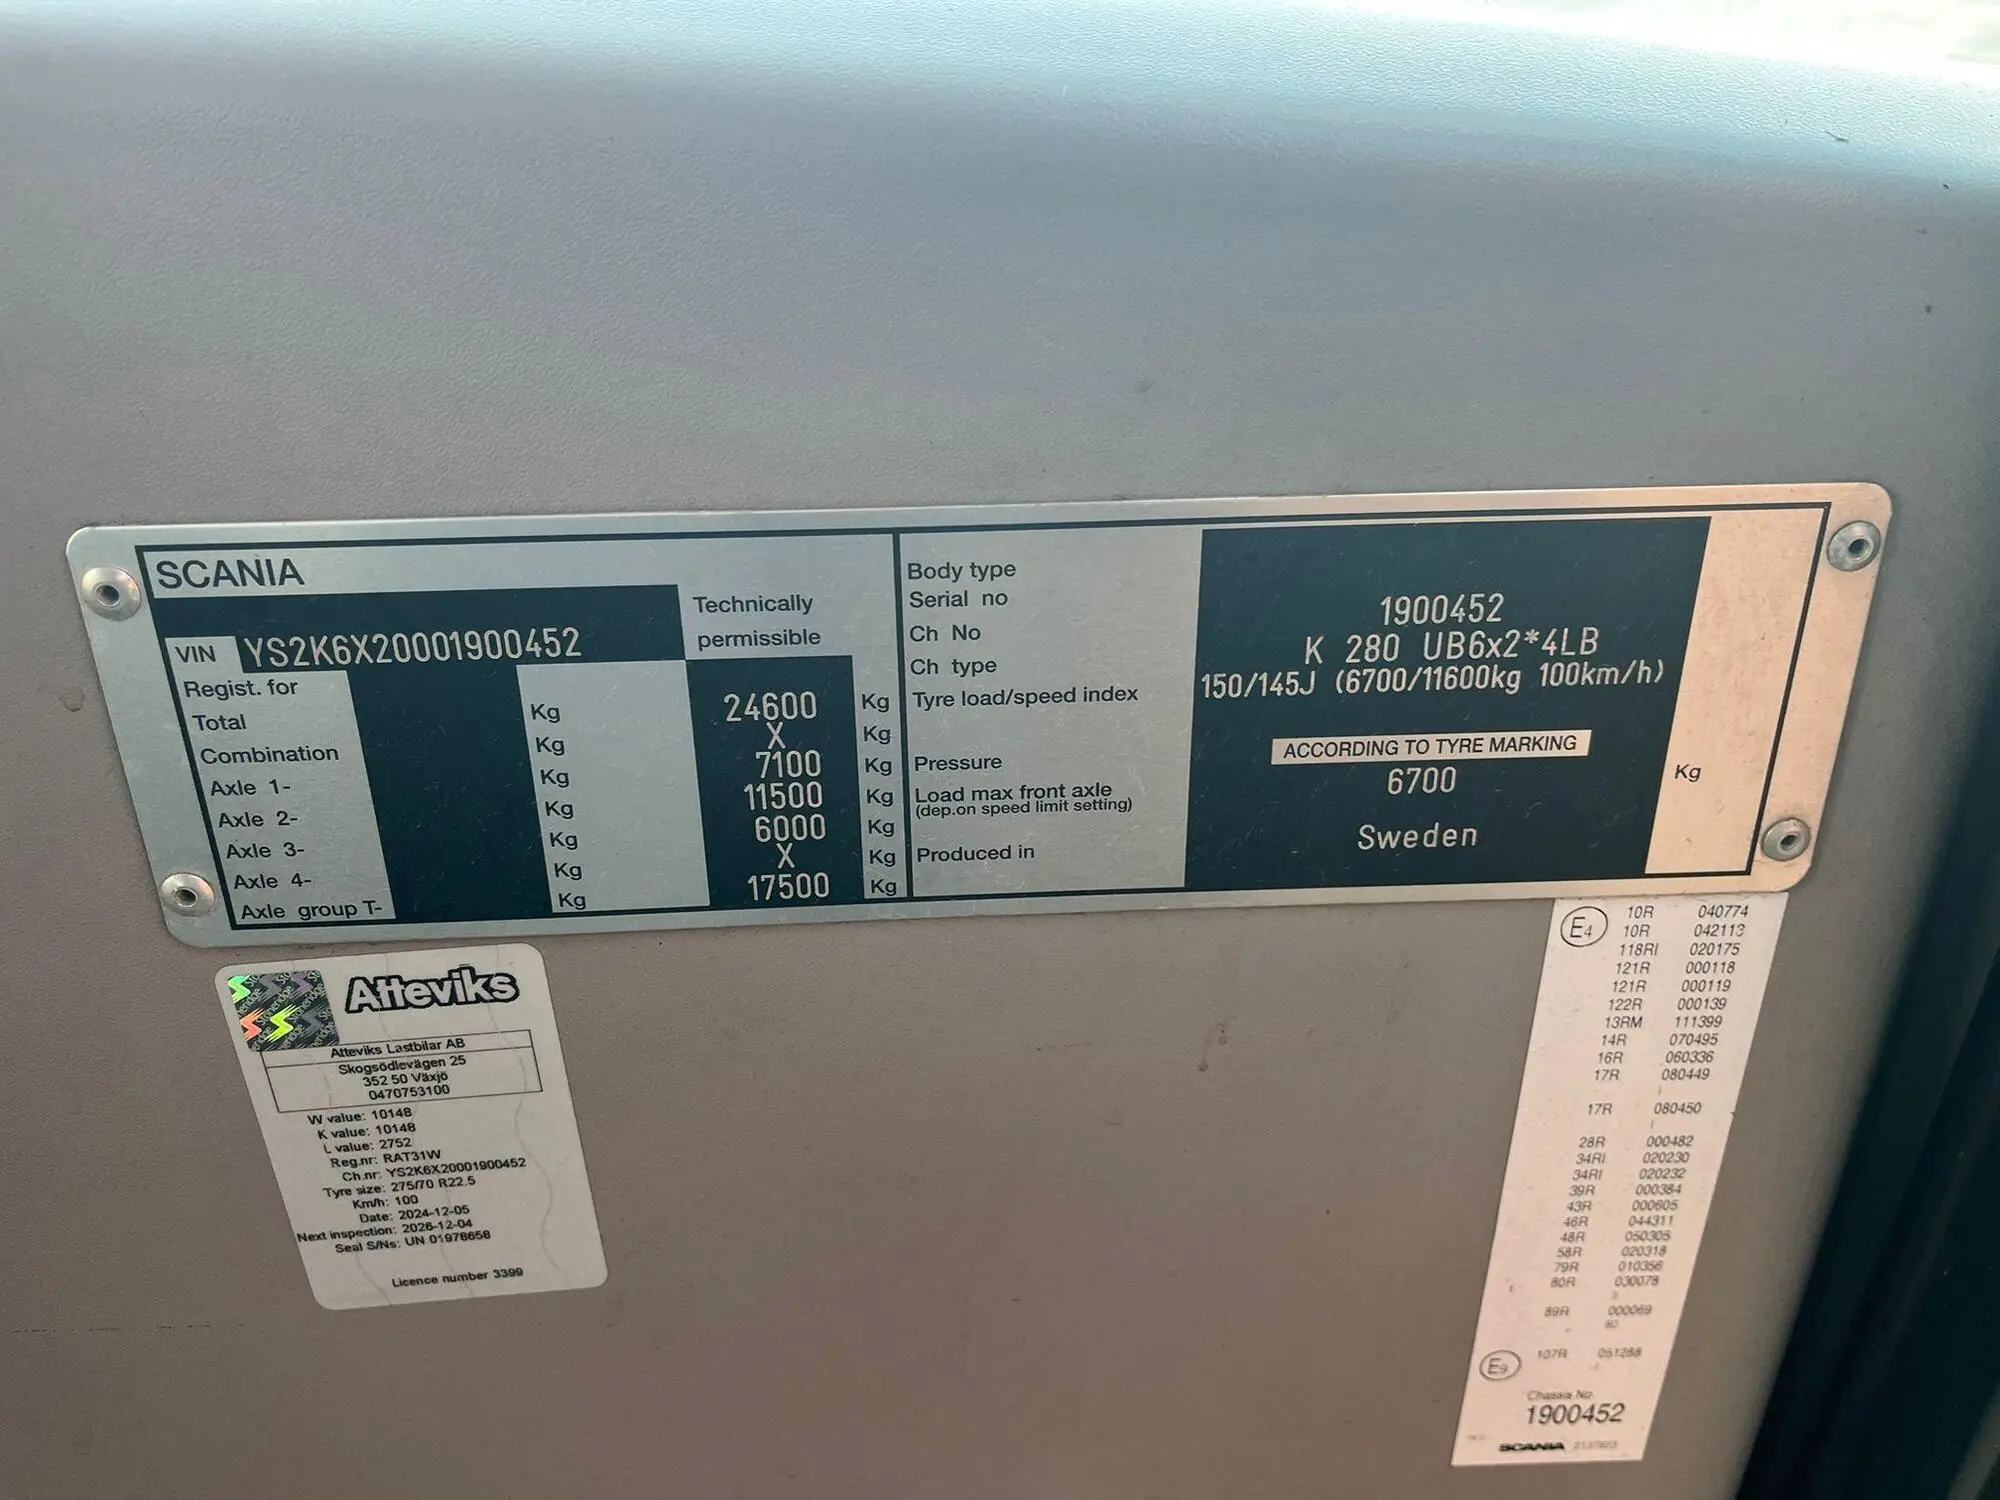 SCANIA
VIN YS2K6X20001900452
Technically
permissible
Regist. for
Total Kg 24600 Kg
Combination Kg X Kg
Axle 1- Kg 7100 Kg
Axle 2- Kg 11500 Kg
Axle 3- Kg 6000 Kg
Axle 4- Kg X Kg
Axle group T- Kg 17500 Kg
Body type
Serial no
Ch No 1900452
Ch type K 280 UB6x2*4LB
Tyre load/speed index 150/145J (6700/11600kg 100km/h)
Pressure ACCORDING TO TYRE MARKING
Load max front axle 6700 Kg
(dep.on speed limit setting)
Produced in Sweden
Atteviks
Atteviks Lastbilar AB
Skogsödlevägen 25
352 50 Växjö
0470753100
W value: 10148
K value: 10148
L value: 2752
Reg.nr: RAT31W
Ch.nr: YS2K6X20001900452
Tyre size: 275/70 R22.5
Km/h: 100
Date: 2024-12-05
Next inspection: 2026-12-04
Seal S/Ns: UN 01978658
Licence number 3399
E4 10R 040774
10R 042113
118RI 020175
121R 000118
121R 000119
122R 000139
13RM 111399
14R 070495
16R 060336
17R 080449
17R 080450
28R 000482
34RI 020230
34RI 020232
39R 000384
43R 000605
46R 044311
48R 050305
58R 020318
79R 010356
80R 030078
89R 000069
E9 107R 051288
Chassis No
1900452
SCANIA